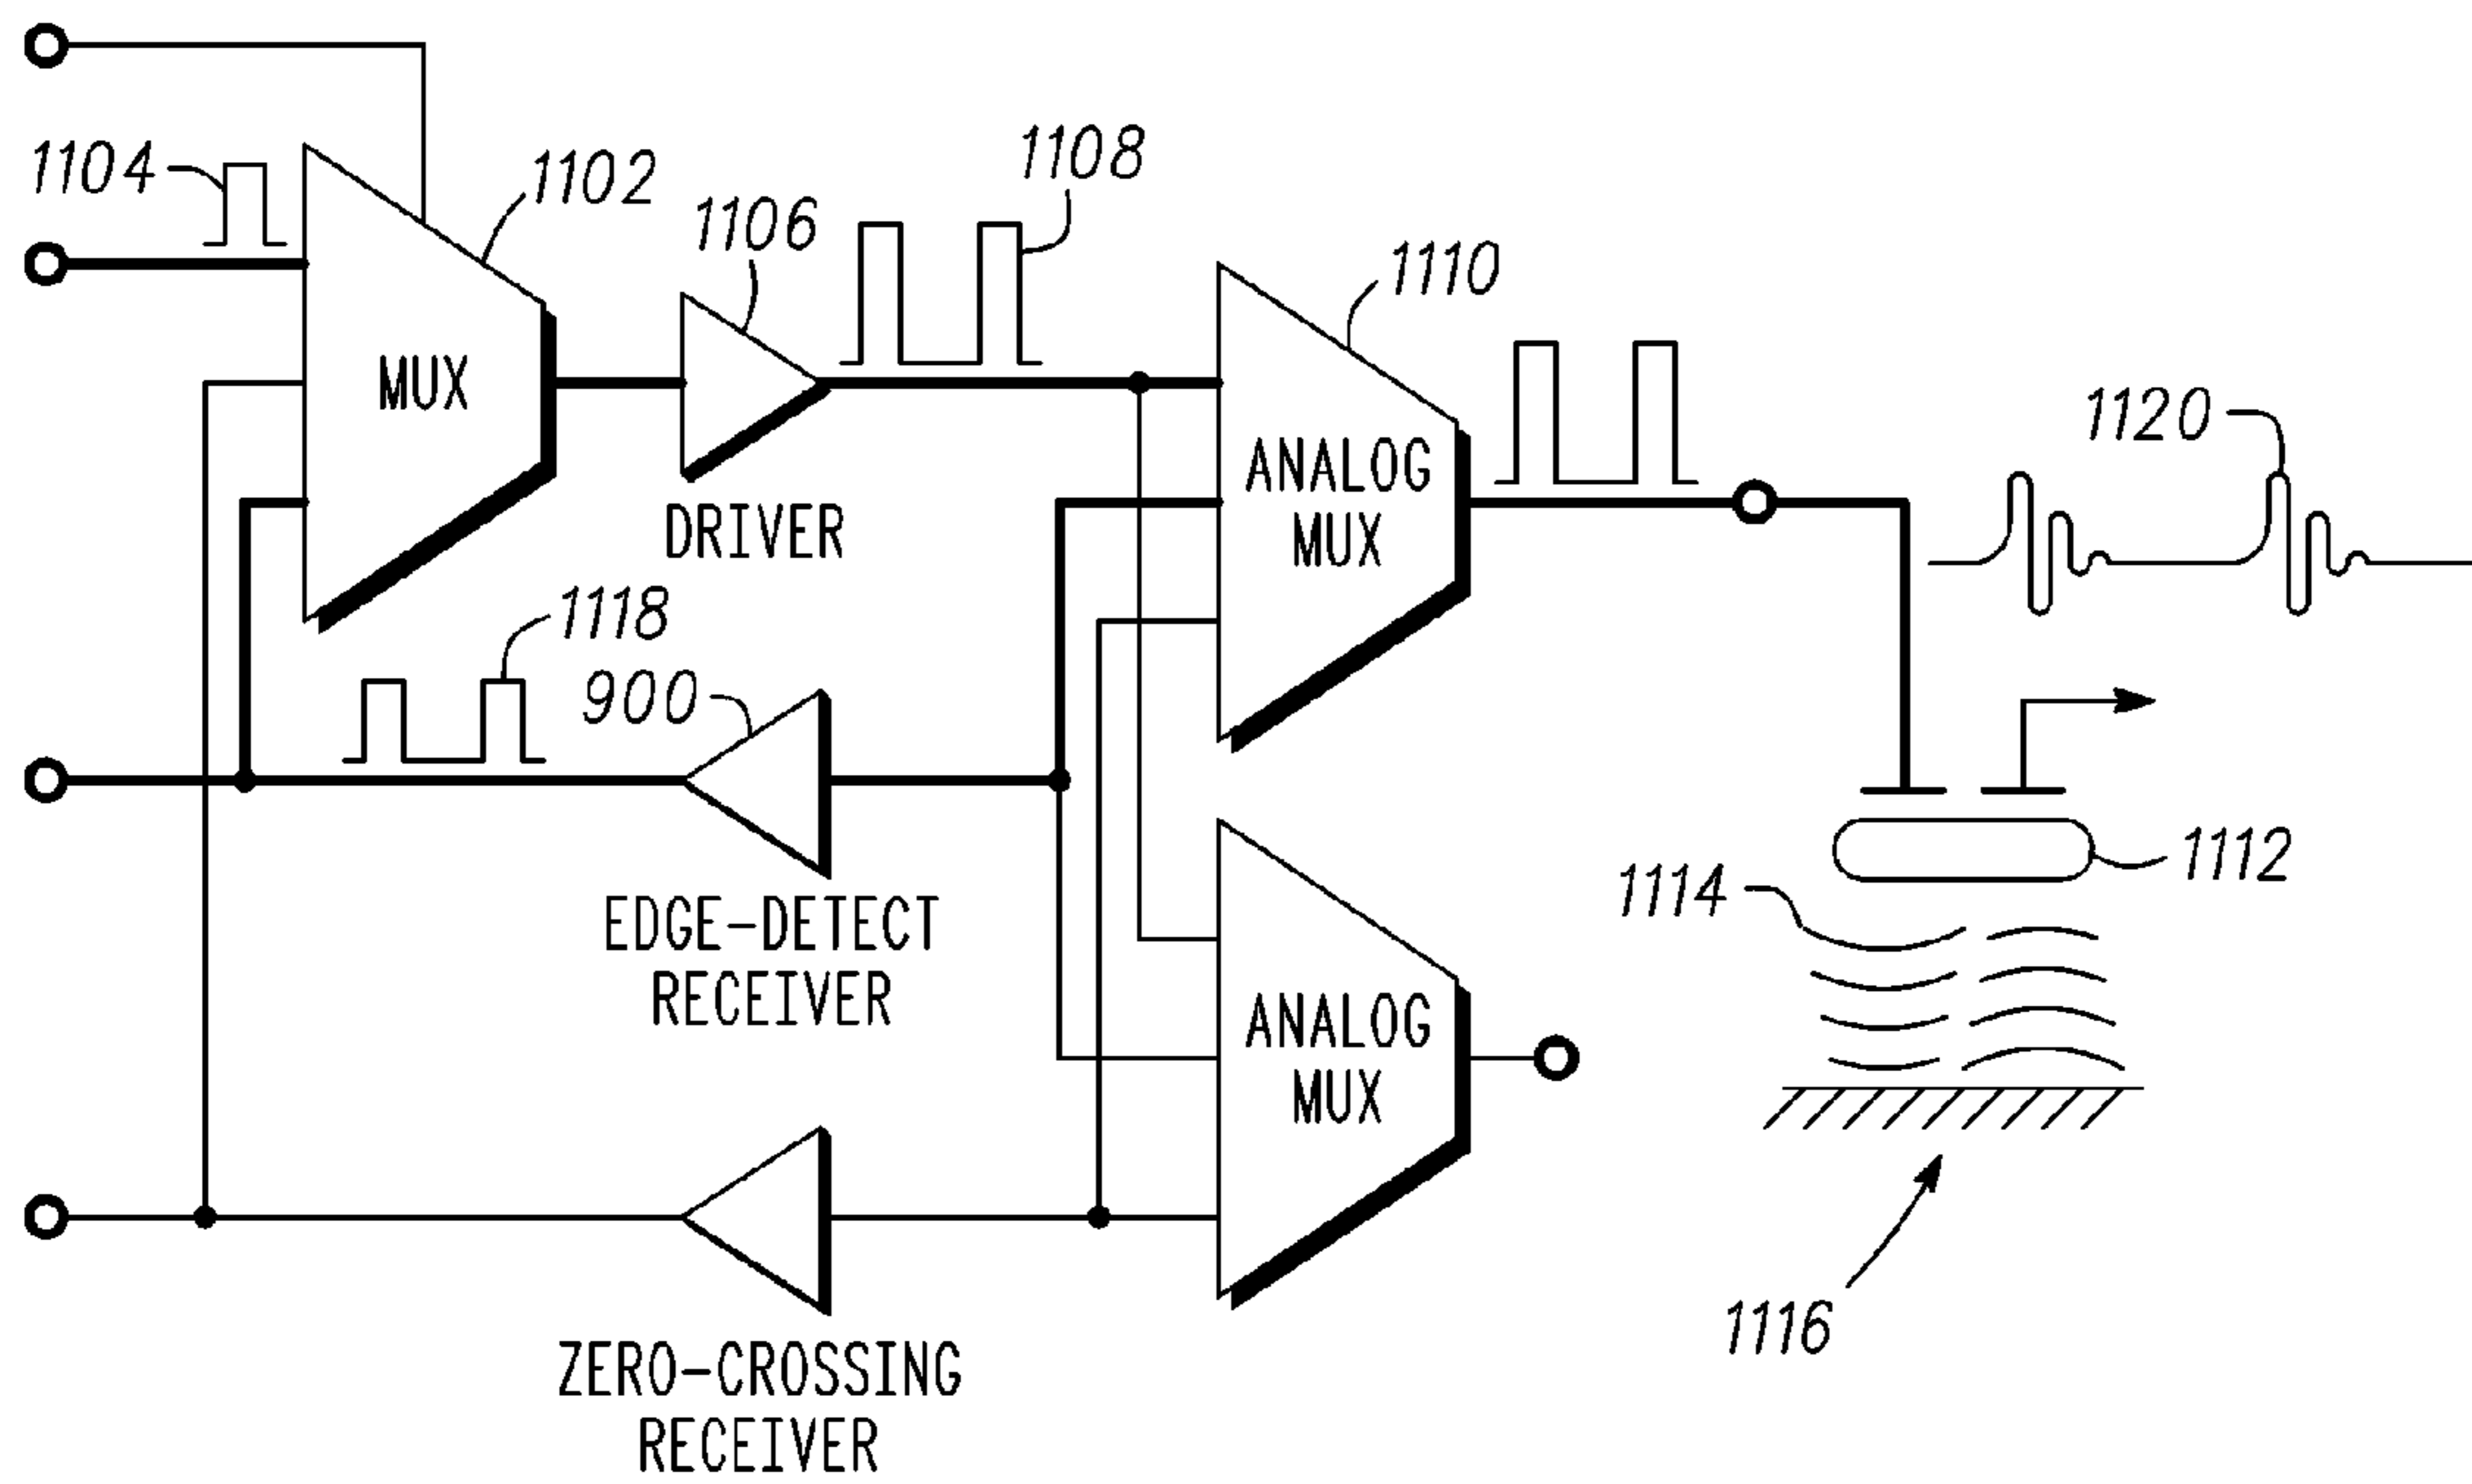 1104
1102
1106
1108
1110
1120
MUX
ANALOG
MUX
DRIVER
1118
900
1112
1114
EDGE-DETECT
RECEIVER
ANALOG
MUX
1116
ZERO-CROSSING
RECEIVER